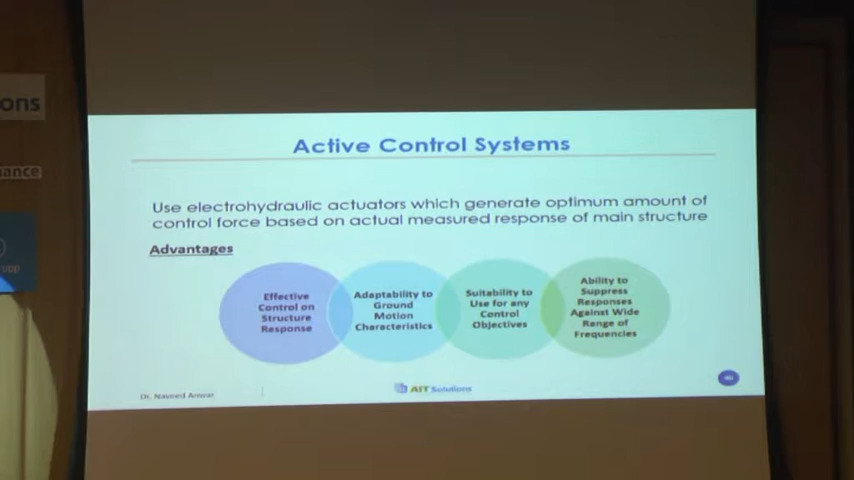 ons
iance
pp
Active Control Systems
Use electrohydraulic actuators which generate optimum amount of
control force based on actual measured response of main structure
Advantages
Effective
Control on
Structure
Response
Adaptability to
Ground
Motion
Characteristics
Suitability to
Use for any
Control
Objectives
Ability to
Suppress
Responses
Against Wide
Range of
Frequencies
Dr. Naveed Anwar
AIT Solutions